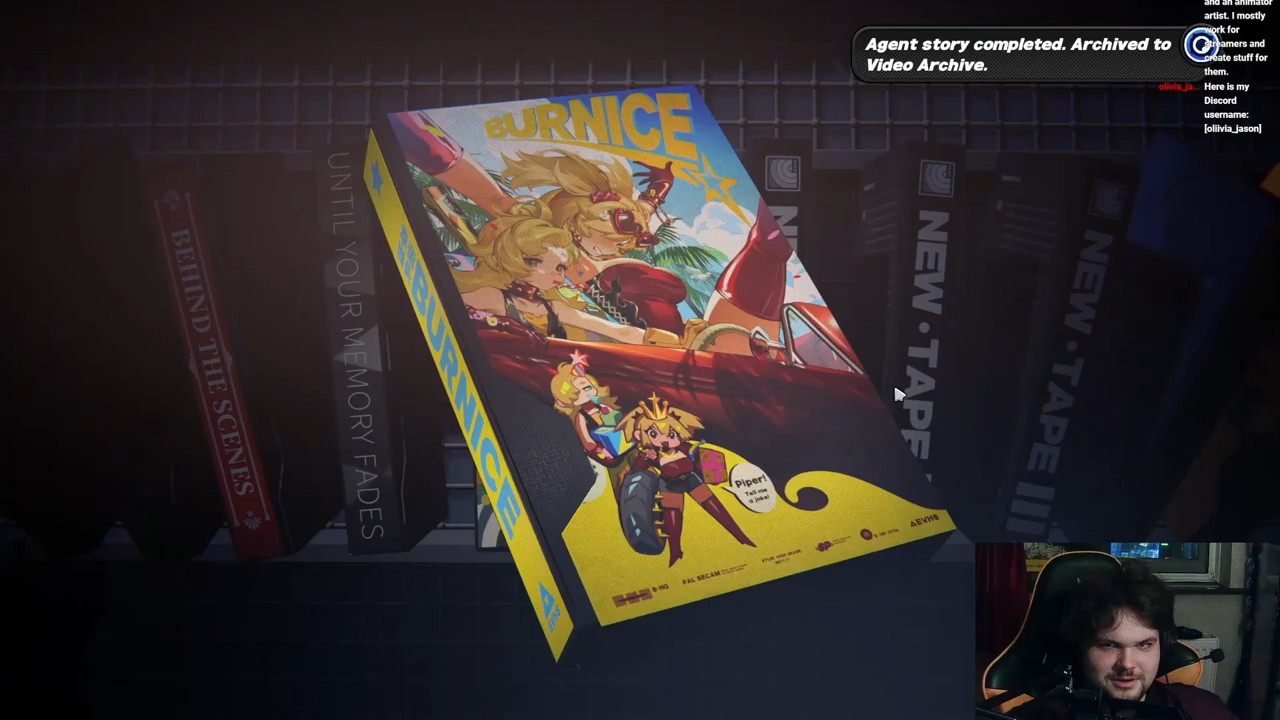 Agent story completed. Archived to
Video Archive.
and an animator
artist. I mostly
work for
streamers and
create stuff for
them.
olivia_ja...
Here is my
Discord
username:
[oliivia_jason]
BURNICE
BURNICE
BEHIND THE SCENES
UNTIL YOUR MEMORY FADES
NEW • TAPE
NEW • TAPE III
Piper!
Tell me
a joke!